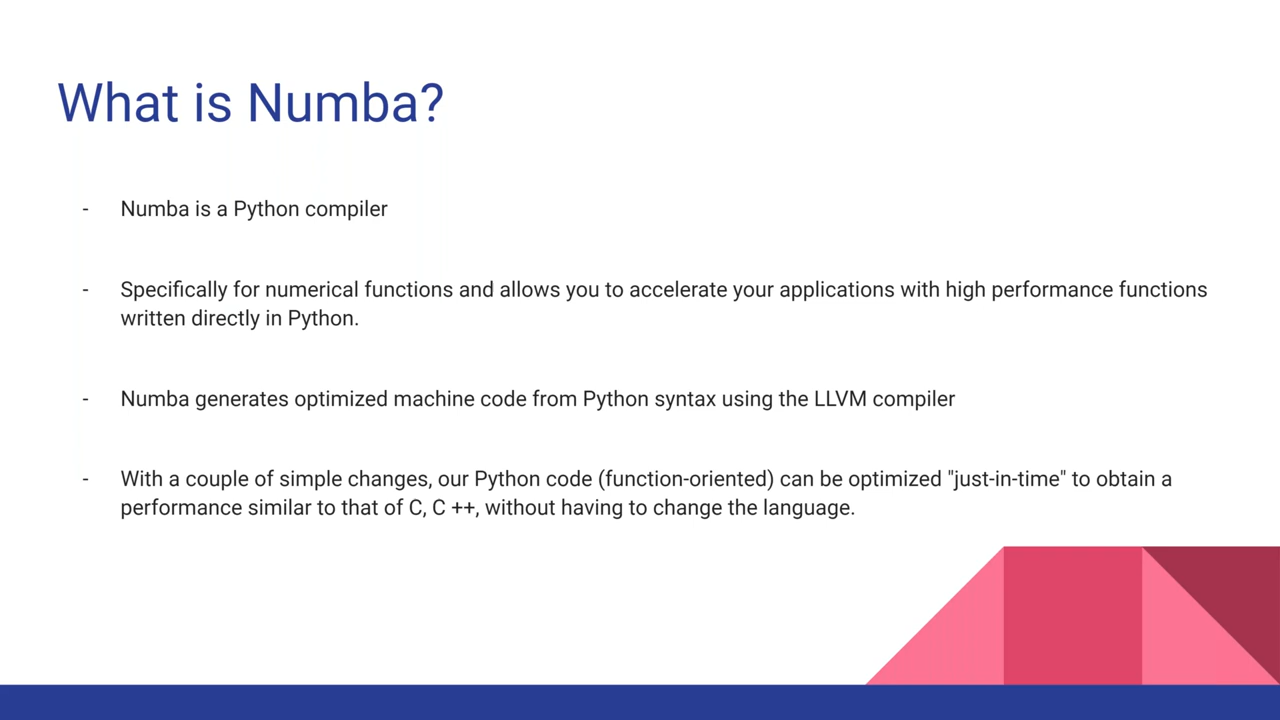 What is Numba?
- Numba is a Python compiler
- Specifically for numerical functions and allows you to accelerate your applications with high performance functions
written directly in Python.
- Numba generates optimized machine code from Python syntax using the LLVM compiler
- With a couple of simple changes, our Python code (function-oriented) can be optimized "just-in-time" to obtain a
performance similar to that of C, C ++, without having to change the language.